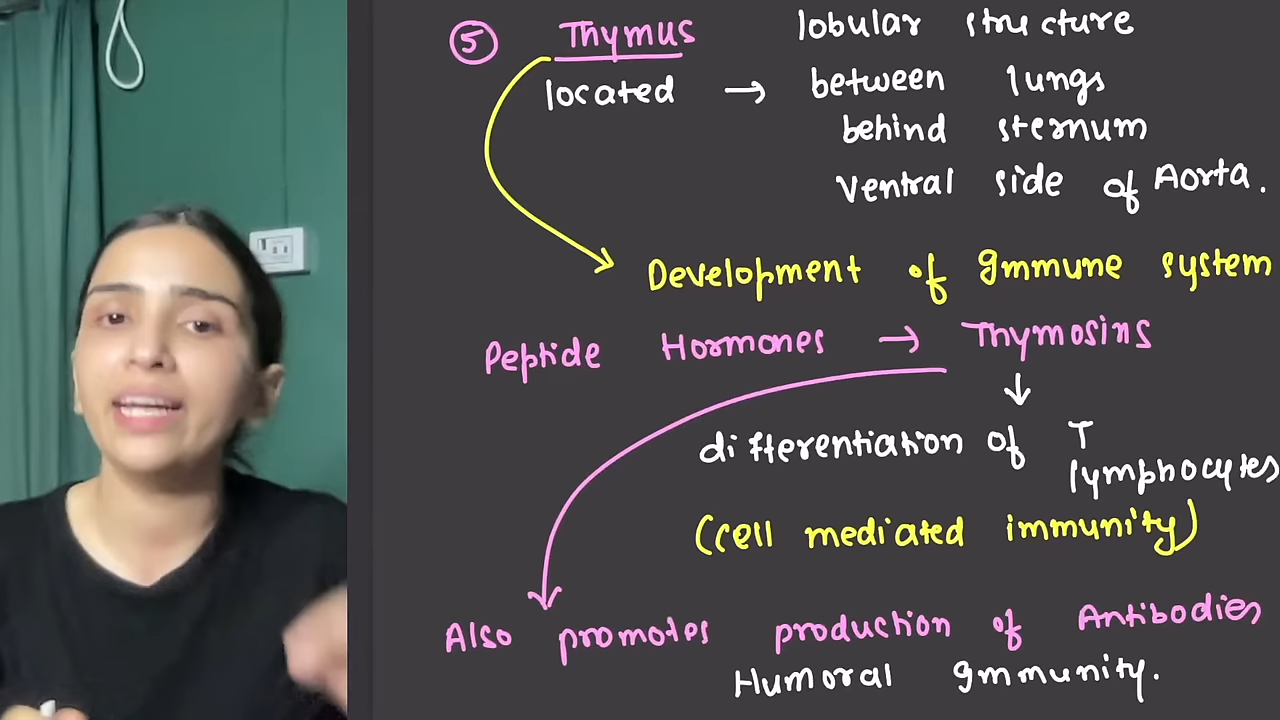 5 Thymus lobular structure
located → between lungs
behind sternum
ventral side of Aorta.
Development of Immune system
Peptide Hormones → Thymosins
↓
differentiation of T
lymphocytes
(cell mediated immunity)
Also promotes production of Antibodies
Humoral Immunity.